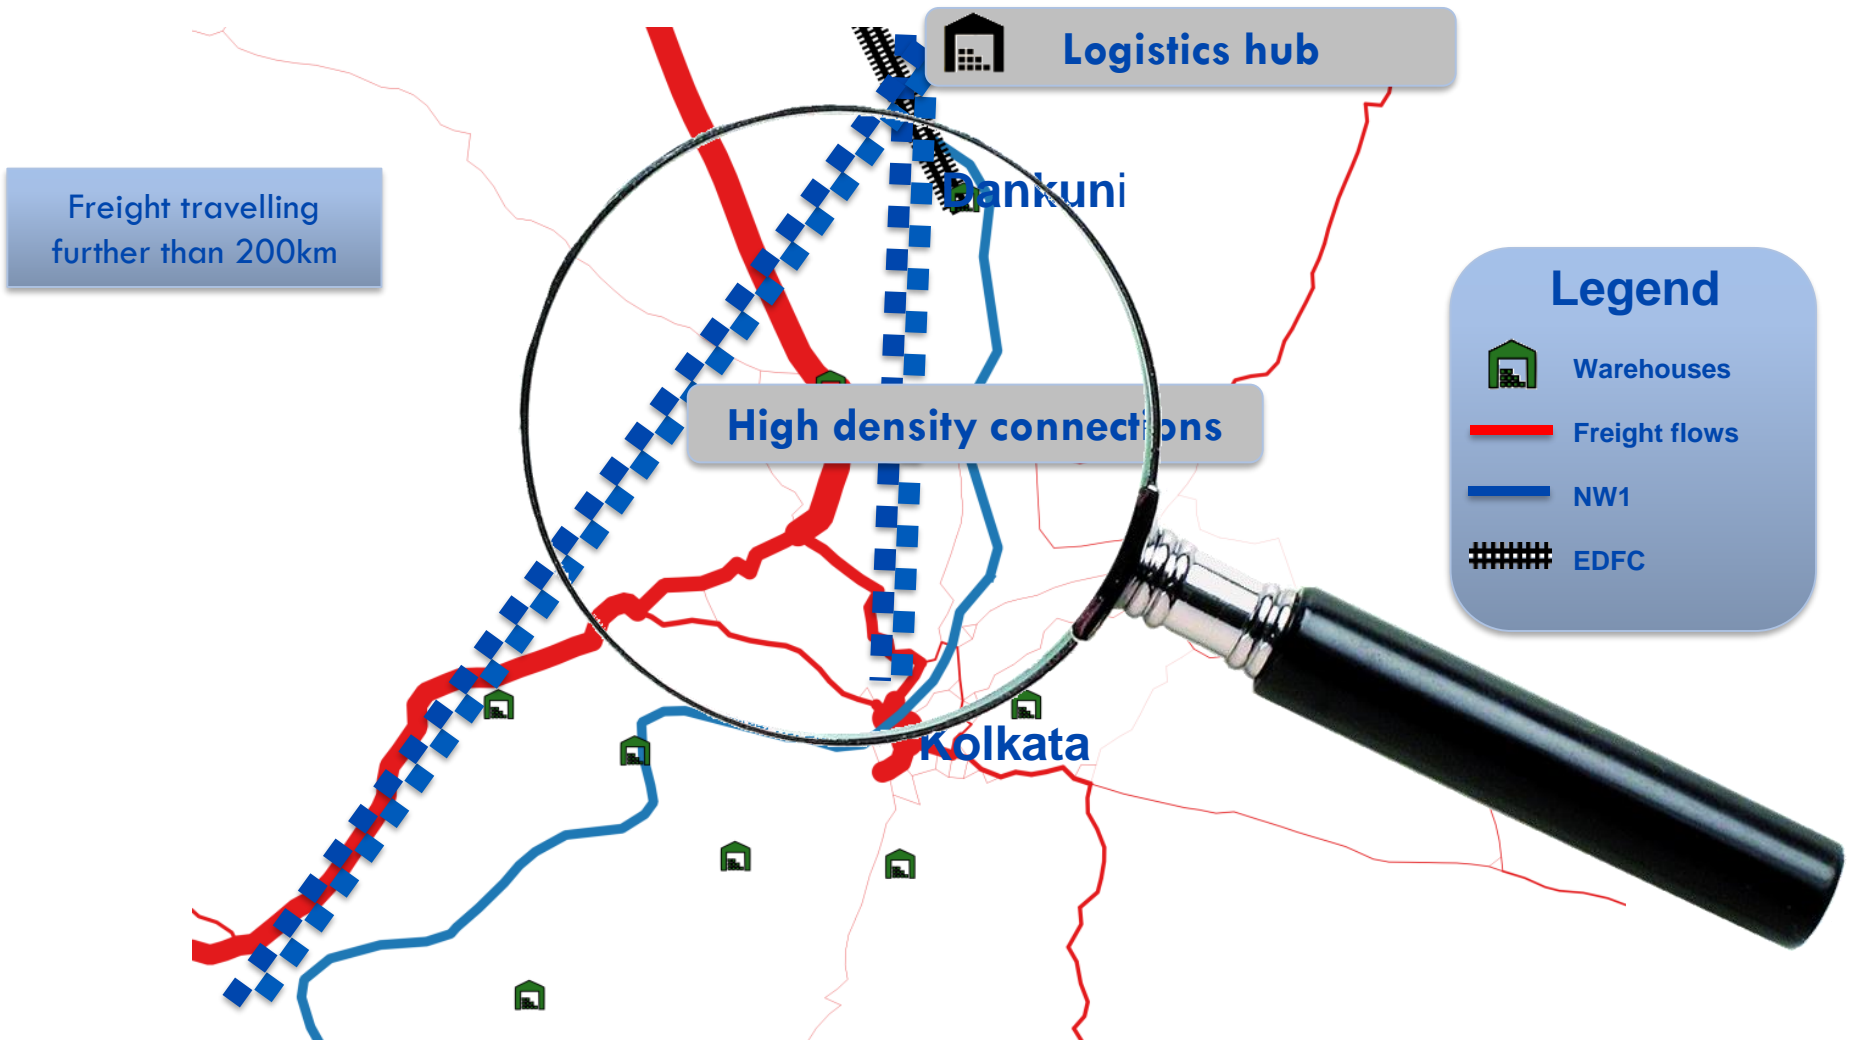 Logistics hub
Dankuni
Freight travelling
further than 200km
Legend
Warehouses
High density connections
Freight flows
NW1
EDFC
Kolkata